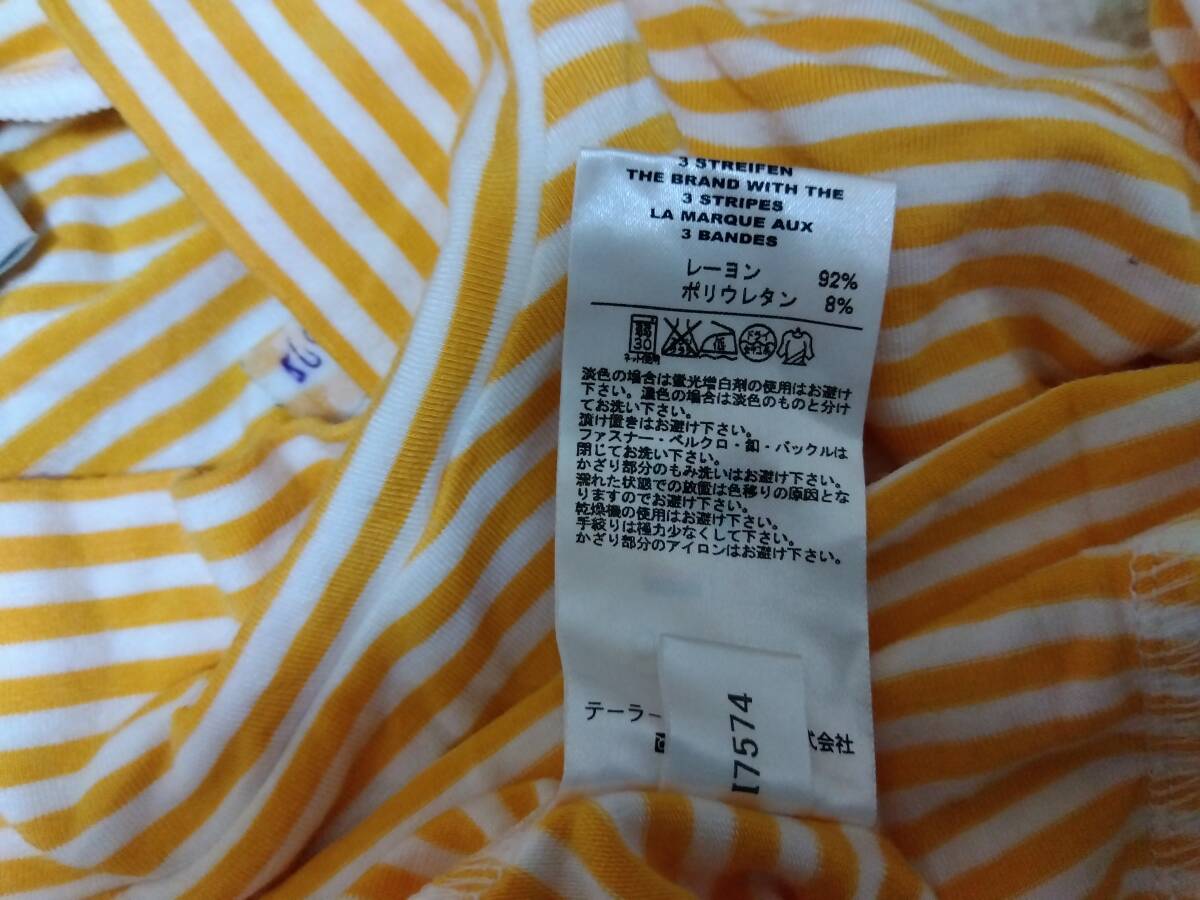 3 STREIFEN
THE BRAND WITH THE
3 STRIPES
LA MARQUE AUX
3 BANDES
レーヨン 92%
ポリウレタン 8%
弱
30
ネット使用
低
淡色の場合は螢光増白剤の使用はお避け
下さい。濃色の場合は淡色のものと分け
てお洗い下さい。
漬け置きはお避け下さい。
ファスナー・ベルクロ・釦・バックルは
閉じてお洗い下さい。
かざり部分のもみ洗いはお避け下さい。
濡れた状態での放置は色移りの原因とな
りますのでお避け下さい。
乾燥機の使用はお避け下さい。
手絞りは極力少なくして下さい。
かざり部分のアイロンはお避け下さい。
テーラー
式会社
17574